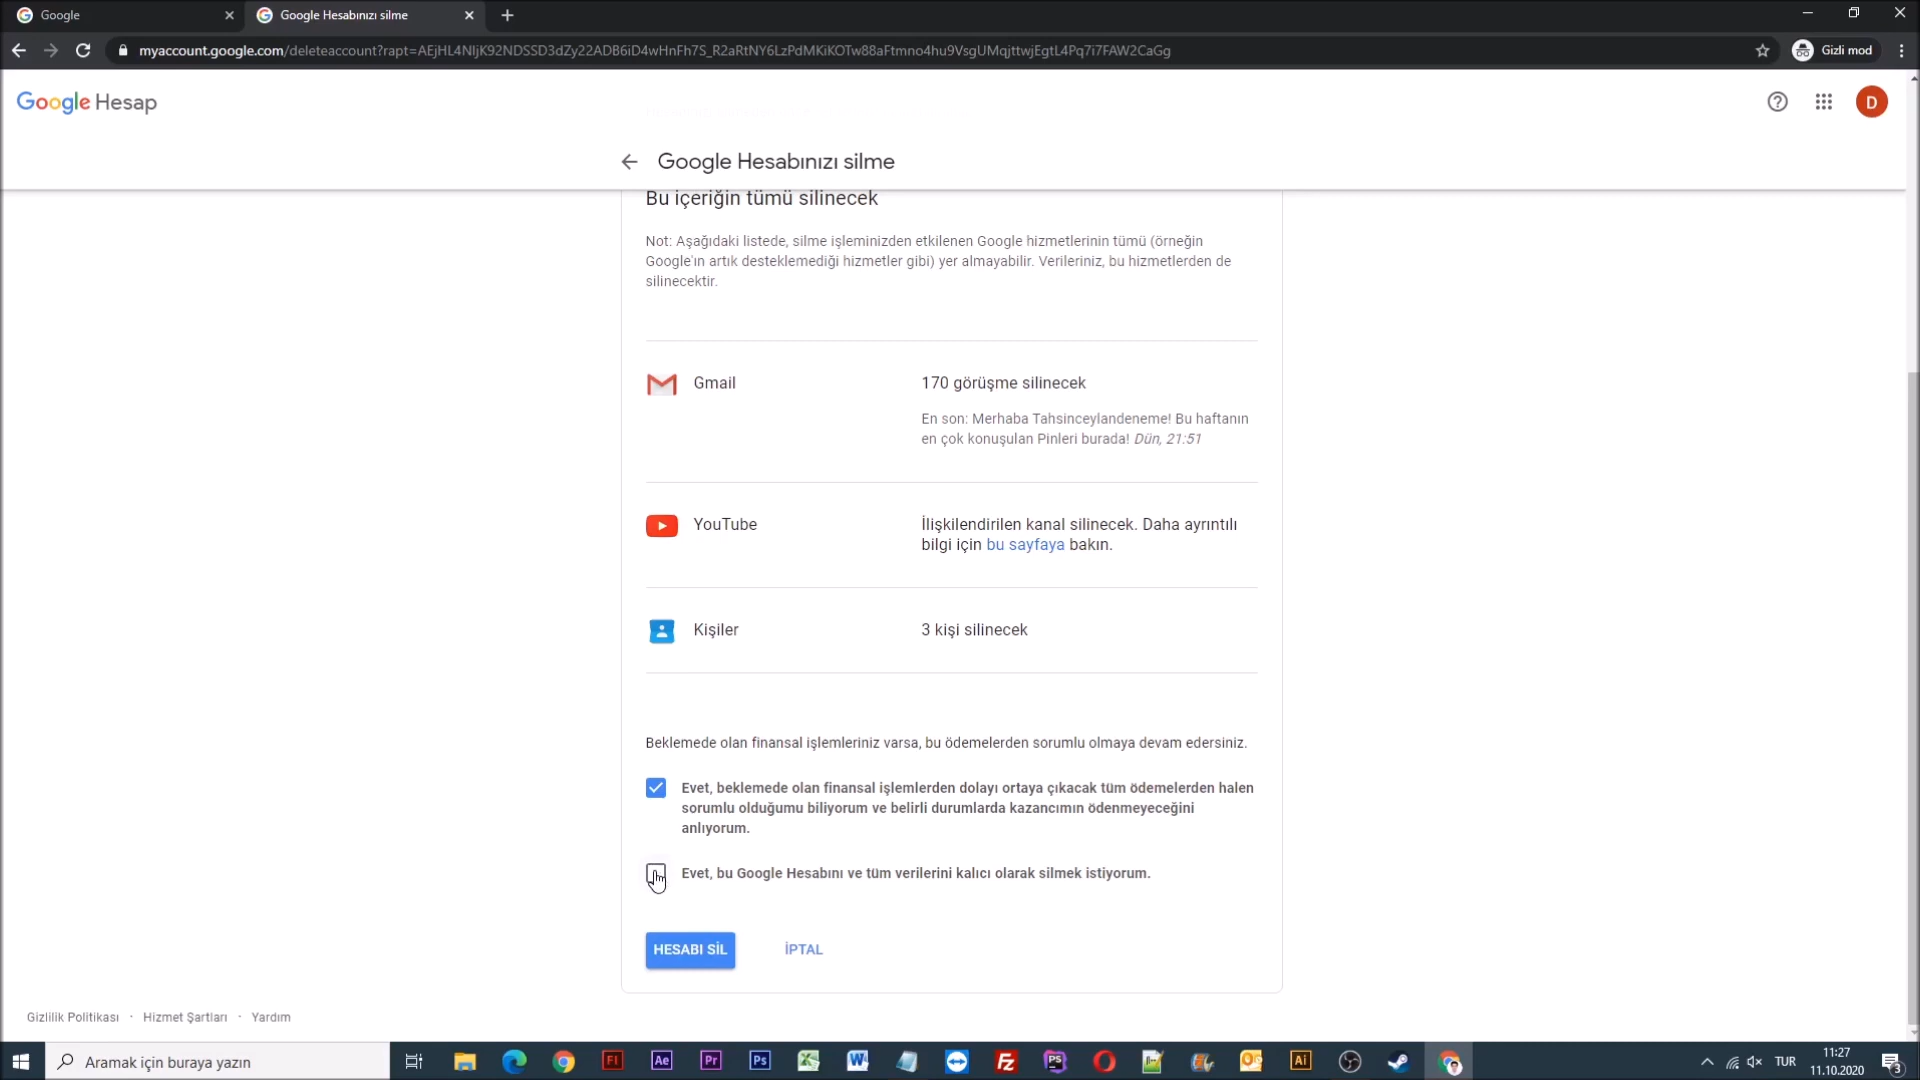 Google
Google Hesabınızı silme
myaccount.google.com/deleteaccount?rapt=AEjHL4NIjK92NDSSD3dZy22ADB6iD4wHnFh7S_R2aRtNY6LzPdMKiKOTw88aFtmno4hu9VsgUMqjttwjEgtL4Pq7i7FAW2CaGg
Gizli mod
Google Hesap
D
Google Hesabınızı silme
Bu içeriğin tümü silinecek
Not: Aşağıdaki listede, silme işleminizden etkilenen Google hizmetlerinin tümü (örneğin
Google'ın artık desteklemediği hizmetler gibi) yer almayabilir. Verileriniz, bu hizmetlerden de
silinecektir.
Gmail
170 görüşme silinecek
En son: Merhaba Tahsinceylandeneme! Bu haftanın
en çok konuşulan Pinleri burada! Dün, 21:51
YouTube
İlişkilendirilen kanal silinecek. Daha ayrıntılı
bilgi için bu sayfaya bakın.
Kişiler
3 kişi silinecek
Beklemede olan finansal işlemleriniz varsa, bu ödemelerden sorumlu olmaya devam edersiniz.
Evet, beklemede olan finansal işlemlerden dolayı ortaya çıkacak tüm ödemelerden halen
sorumlu olduğumu biliyorum ve belirli durumlarda kazancımın ödenmeyeceğini
anlıyorum.
Evet, bu Google Hesabını ve tüm verilerini kalıcı olarak silmek istiyorum.
HESABI SİL
İPTAL
Gizlilik Politikası · Hizmet Şartları · Yardım
Aramak için buraya yazın
Fl
Ae
Pr
Ps
PS
Ai
TUR
11:27
11.10.2020
3